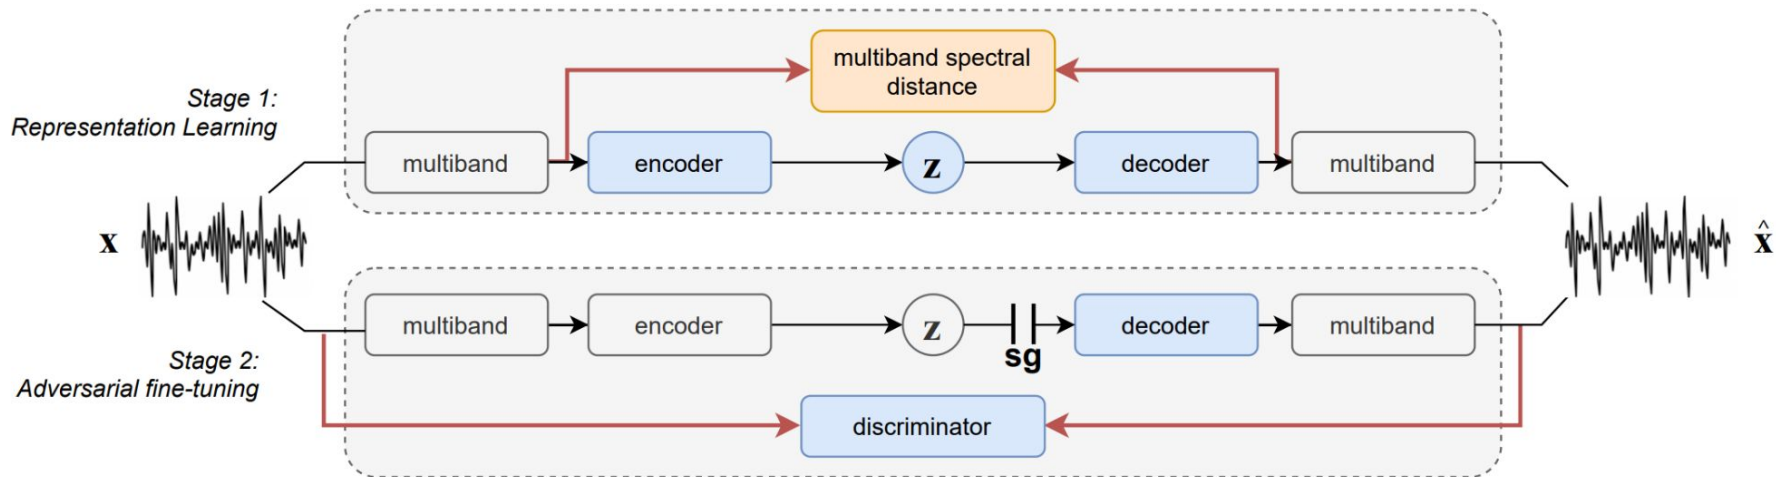 multiband spectral
distance
Stage 1:
Representation Learning
multiband
encoder
z
decoder
multiband
x
x̂
multiband
encoder
z
sg
decoder
multiband
Stage 2:
Adversarial fine-tuning
discriminator